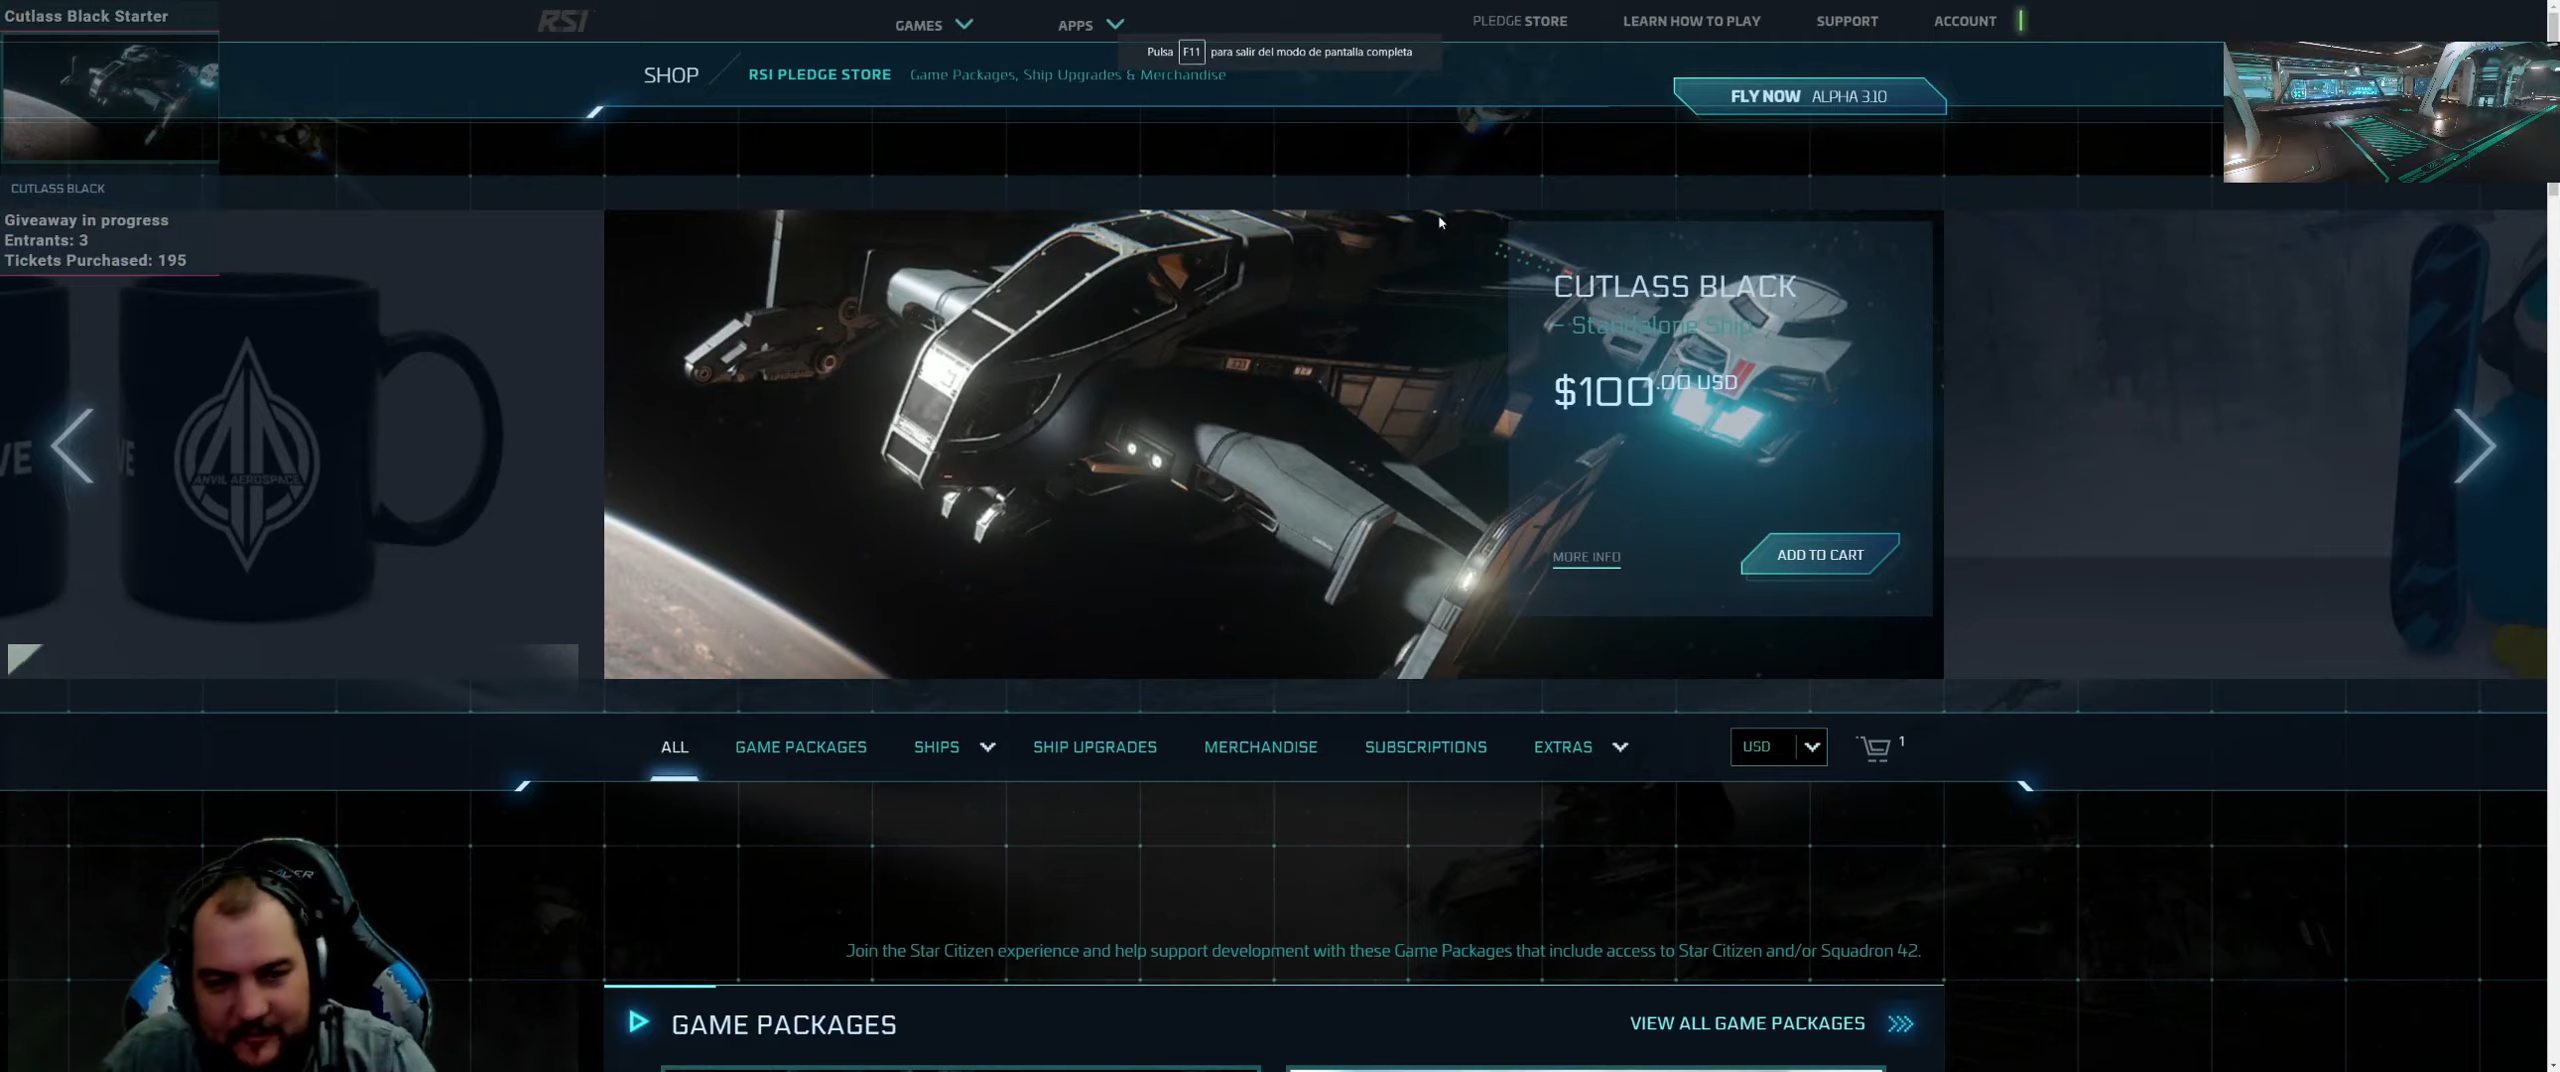 Cutlass Black Starter
RSI
GAMES
APPS
PLEDGE STORE
LEARN HOW TO PLAY
SUPPORT
ACCOUNT
Pulsa F11 para salir del modo de pantalla completa
SHOP
RSI PLEDGE STORE
Game Packages, Ship Upgrades & Merchandise
FLY NOW ALPHA 3.10
CUTLASS BLACK
Giveaway in progress
Entrants: 3
Tickets Purchased: 195
VE
VE
ANVIL AEROSPACE
CUTLASS BLACK
- Standalone Ship
$100.00 USD
MORE INFO
ADD TO CART
ALL
GAME PACKAGES
SHIPS
SHIP UPGRADES
MERCHANDISE
SUBSCRIPTIONS
EXTRAS
USD
1
Join the Star Citizen experience and help support development with these Game Packages that include access to Star Citizen and/or Squadron 42.
GAME PACKAGES
VIEW ALL GAME PACKAGES